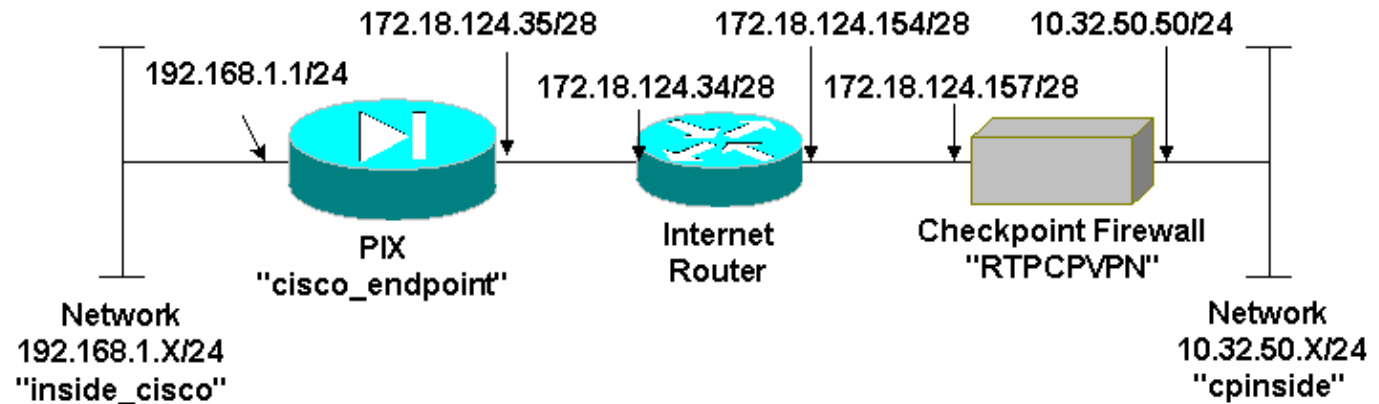 172.18.124.35/28
172.18.124.154/28
10.32.50.50/24
192.168.1.1/24
172.18.124.34/28
172.18.124.157/28
PIX
"cisco_endpoint"
Internet
Router
Checkpoint Firewall
"RTPCPVPN"
Network
192.168.1.X/24
"inside_cisco"
Network
10.32.50.X/24
"cpinside"